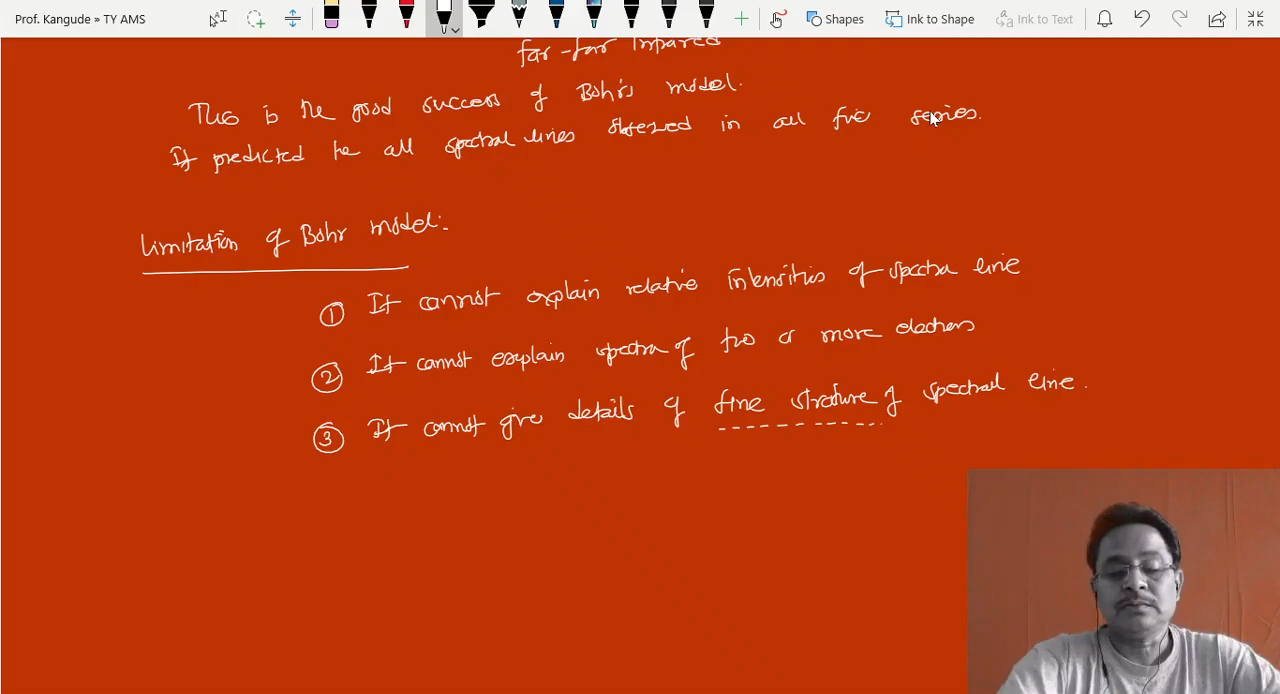 Prof. Kangude » TY AMS
Shapes
Ink to Shape
Ink to Text
far-far Infrared
This is the good success of Bohr's model.
It predicted the all spectral lines observed in all five series.
Limitation of Bohr model:
① It cannot explain relative intensities of spectra line
② It cannot explain spectra of two or more electrons
③ It cannot give details of fine structure of spectral line.